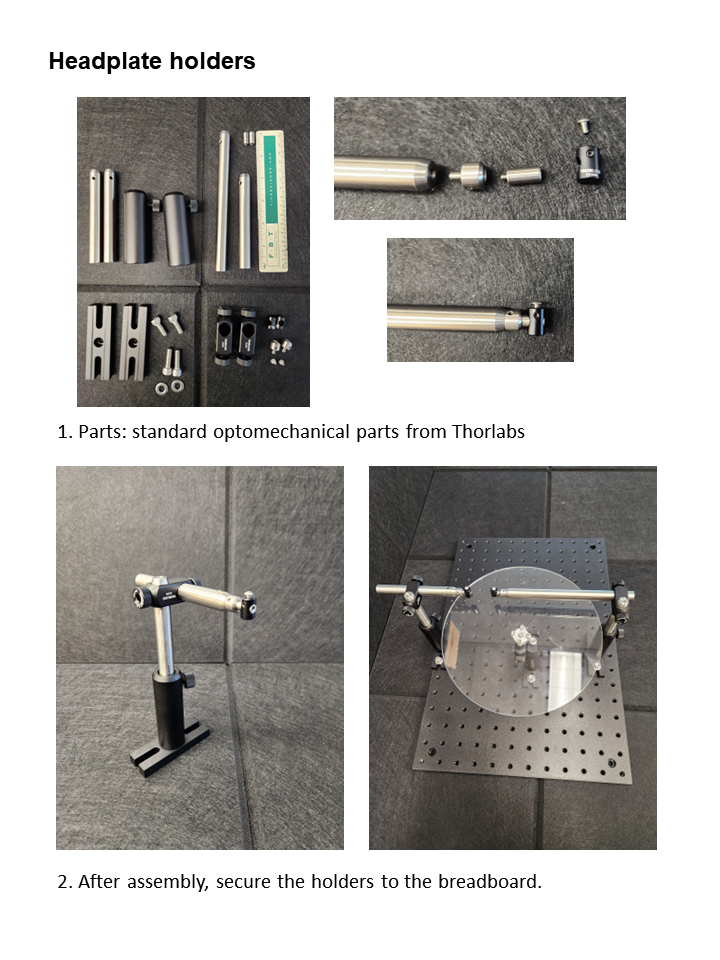 Headplate holders
F S T
1. Parts: standard optomechanical parts from Thorlabs
2. After assembly, secure the holders to the breadboard.